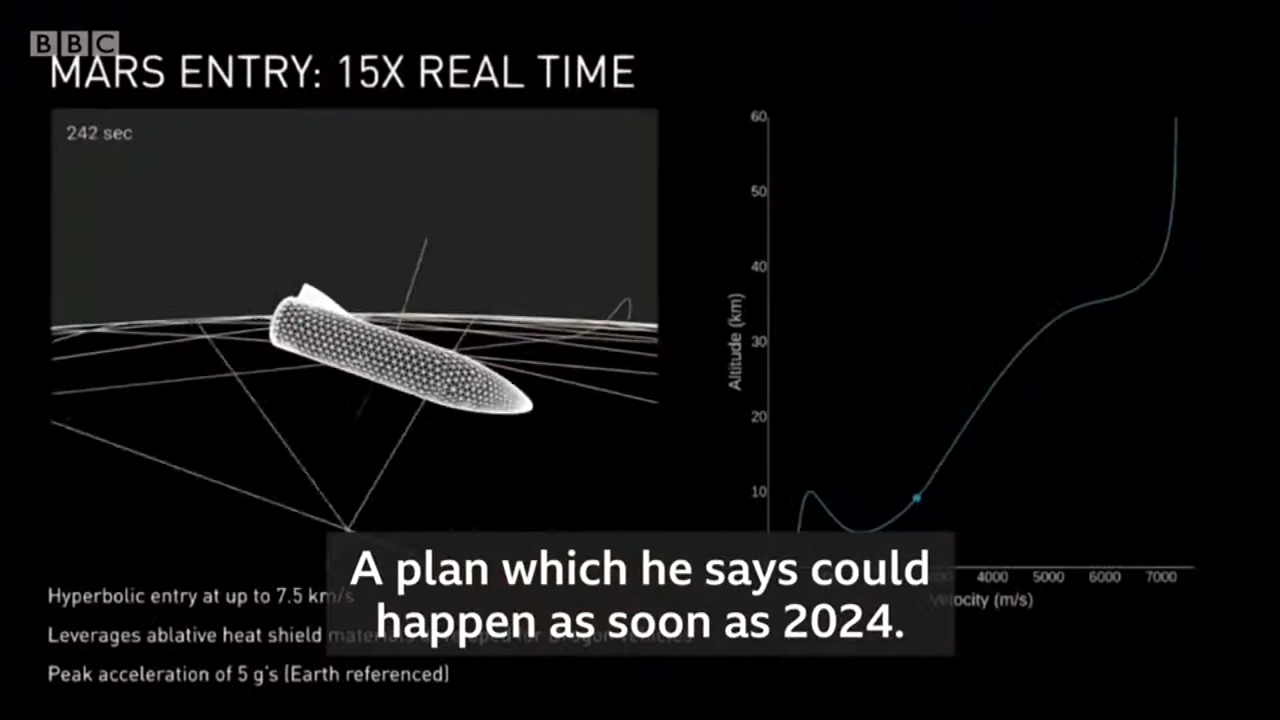 BBC
MARS ENTRY: 15X REAL TIME
242 sec
60
50
40
30
20
10
Altitude (km)
4000 5000 6000 7000
Velocity (m/s)
Hyperbolic entry at up to 7.5 km/s
Leverages ablative heat shield
Peak acceleration of 5 g's (Earth referenced)
A plan which he says could
happen as soon as 2024.